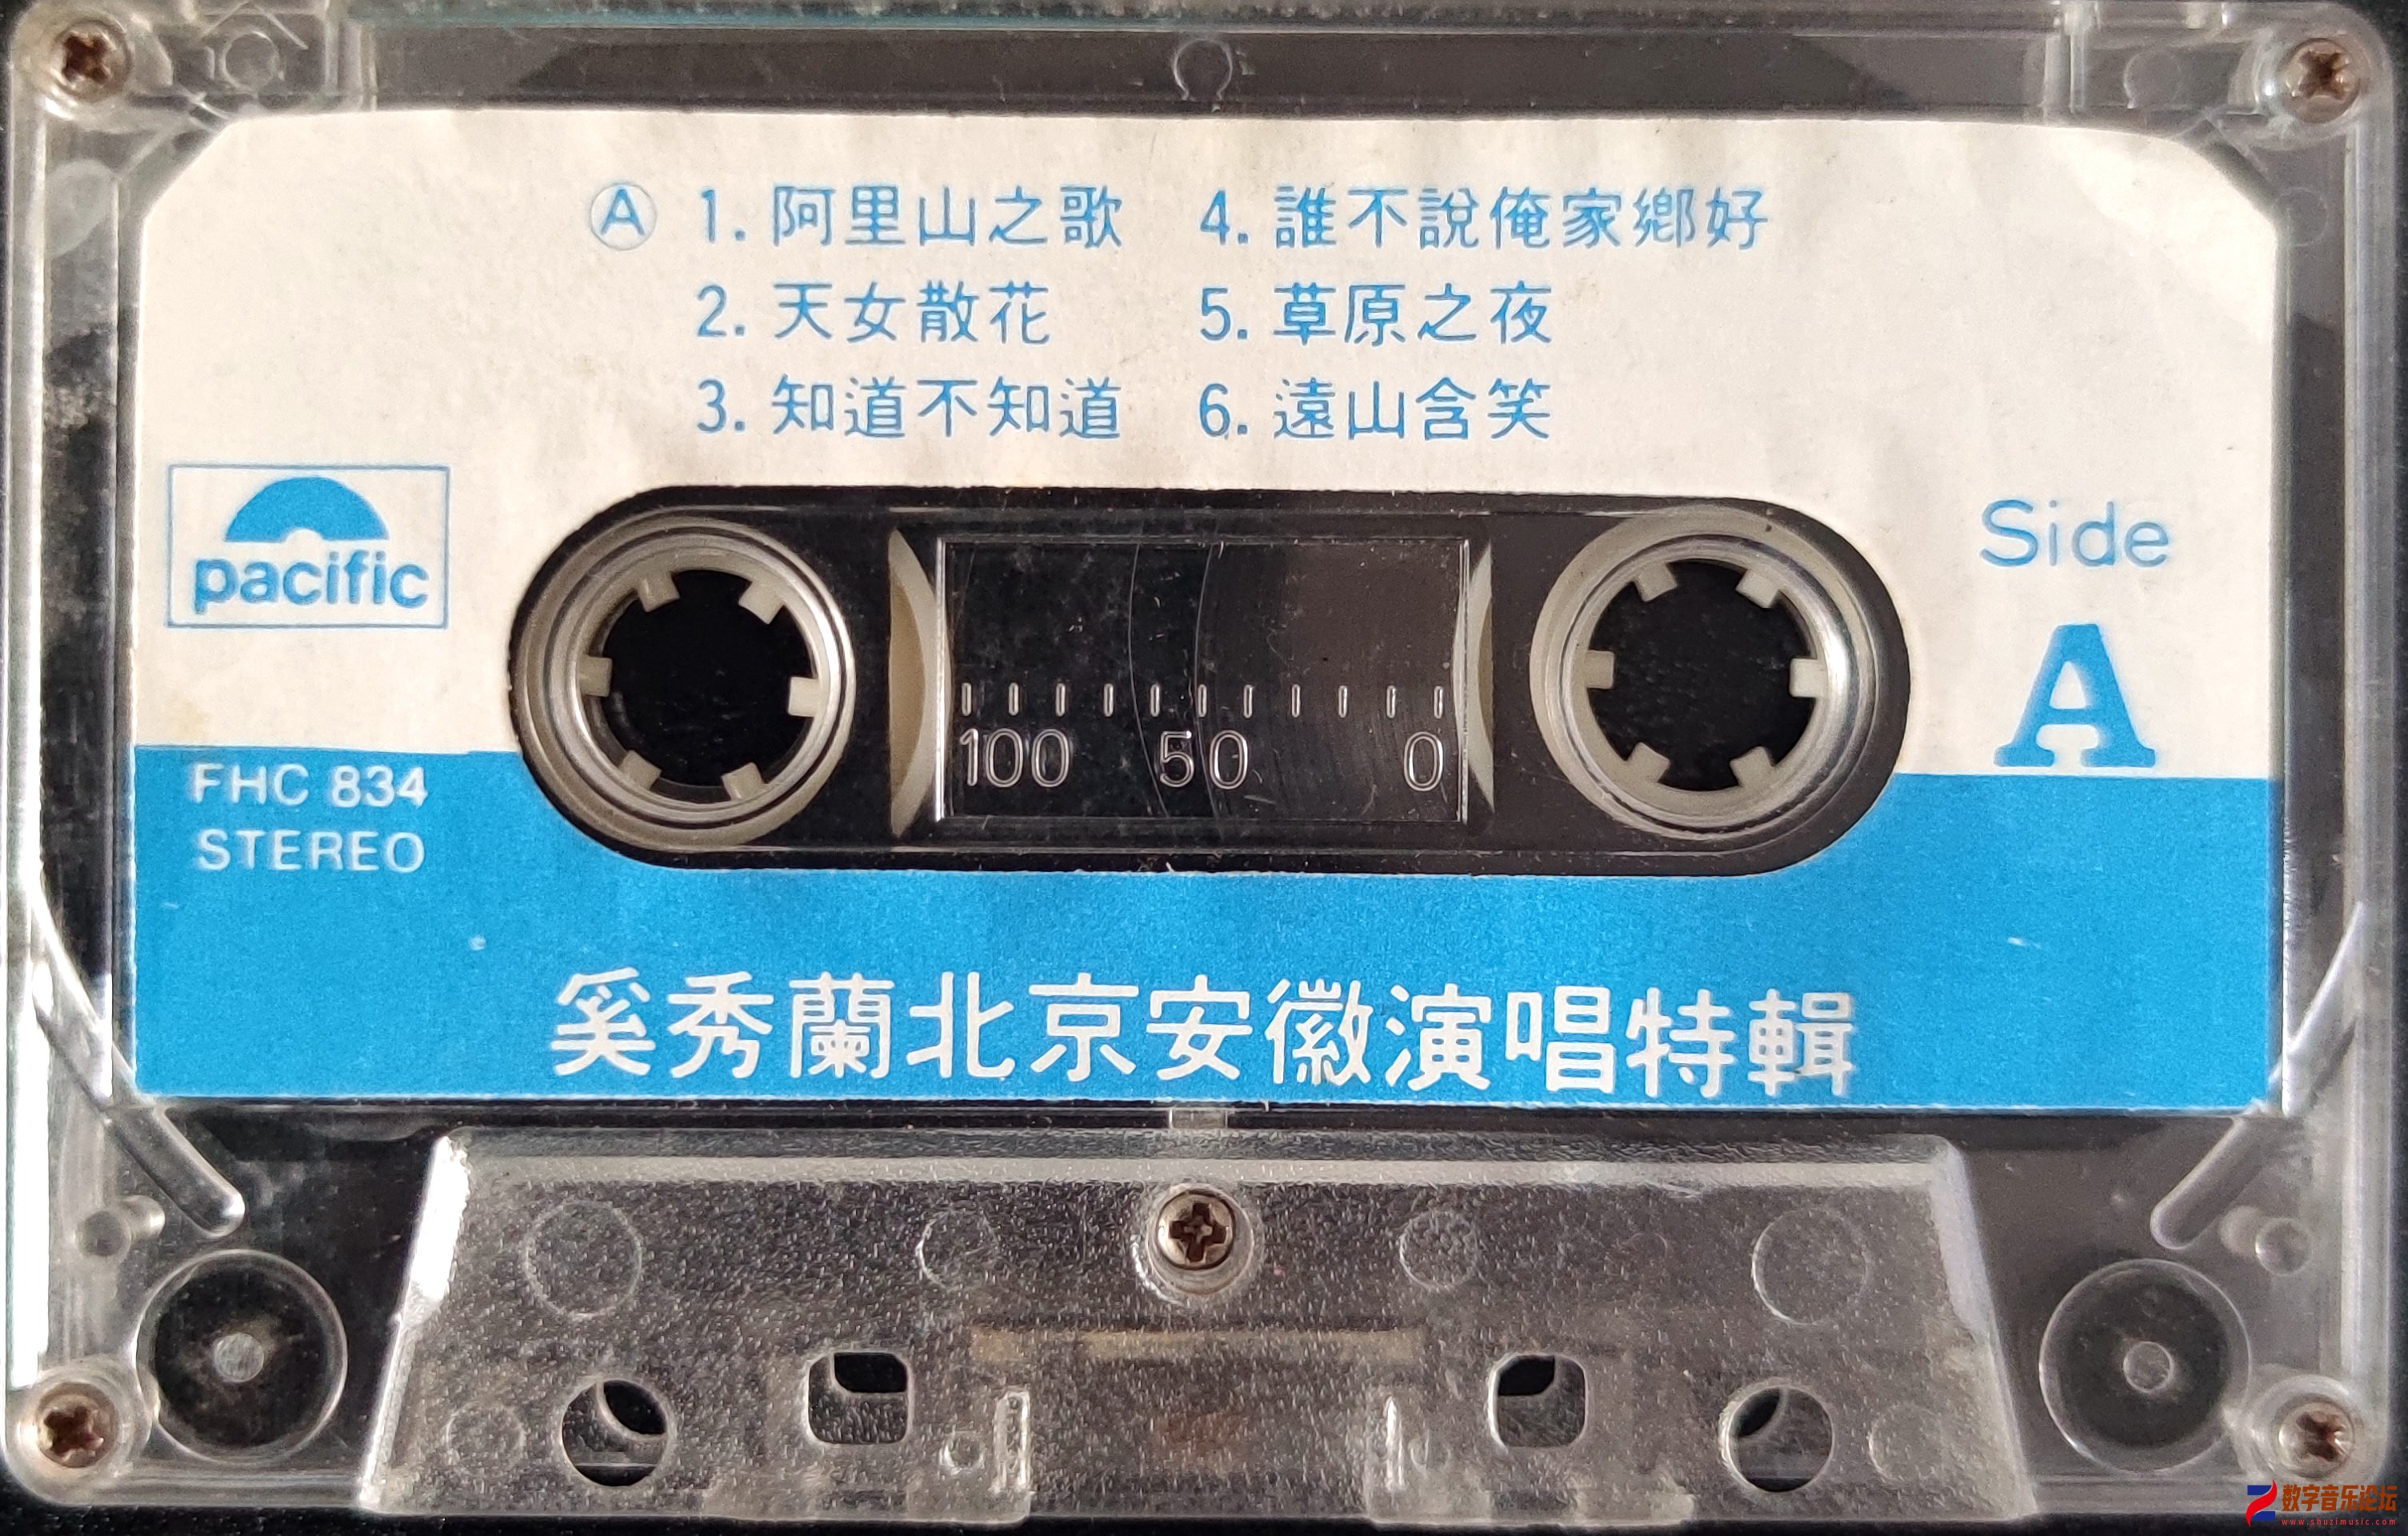 Ⓐ 1. 阿里山之歌 4. 誰不說俺家鄉好
2. 天女散花 5. 草原之夜
3. 知道不知道 6. 遠山含笑
pacific
Side
A
FHC 834
STEREO
100 50 0
奚秀蘭北京安徽演唱特輯
数字音乐论坛
www.shuzimusic.com